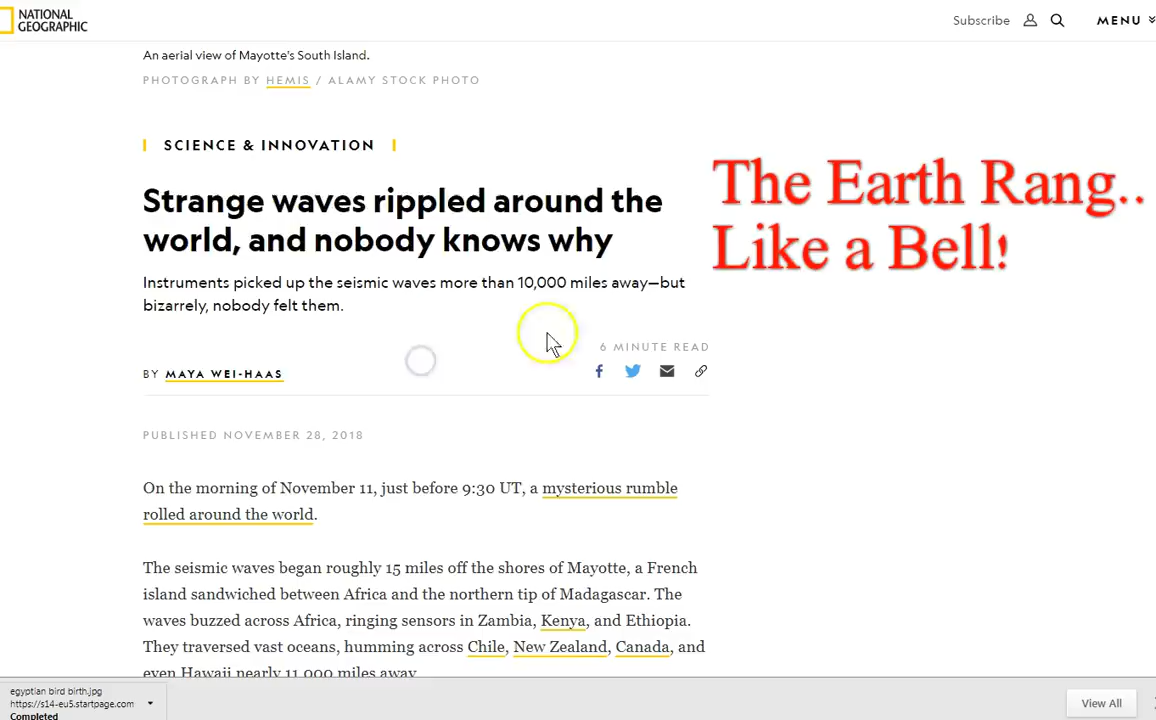 NATIONAL
GEOGRAPHIC
Subscribe
MENU
An aerial view of Mayotte's South Island.
PHOTOGRAPH BY HEMIS / ALAMY STOCK PHOTO
SCIENCE & INNOVATION
Strange waves rippled around the
world, and nobody knows why
The Earth Rang..
Like a Bell!
Instruments picked up the seismic waves more than 10,000 miles away—but
bizarrely, nobody felt them.
6 MINUTE READ
BY MAYA WEI-HAAS
PUBLISHED NOVEMBER 28, 2018
On the morning of November 11, just before 9:30 UT, a mysterious rumble
rolled around the world.
The seismic waves began roughly 15 miles off the shores of Mayotte, a French
island sandwiched between Africa and the northern tip of Madagascar. The
waves buzzed across Africa, ringing sensors in Zambia, Kenya, and Ethiopia.
They traversed vast oceans, humming across Chile, New Zealand, Canada, and
even Hawaii nearly 11,000 miles away.
egyptian bird birth.jpg
https://s14-eu5.startpage.com
Completed
View All